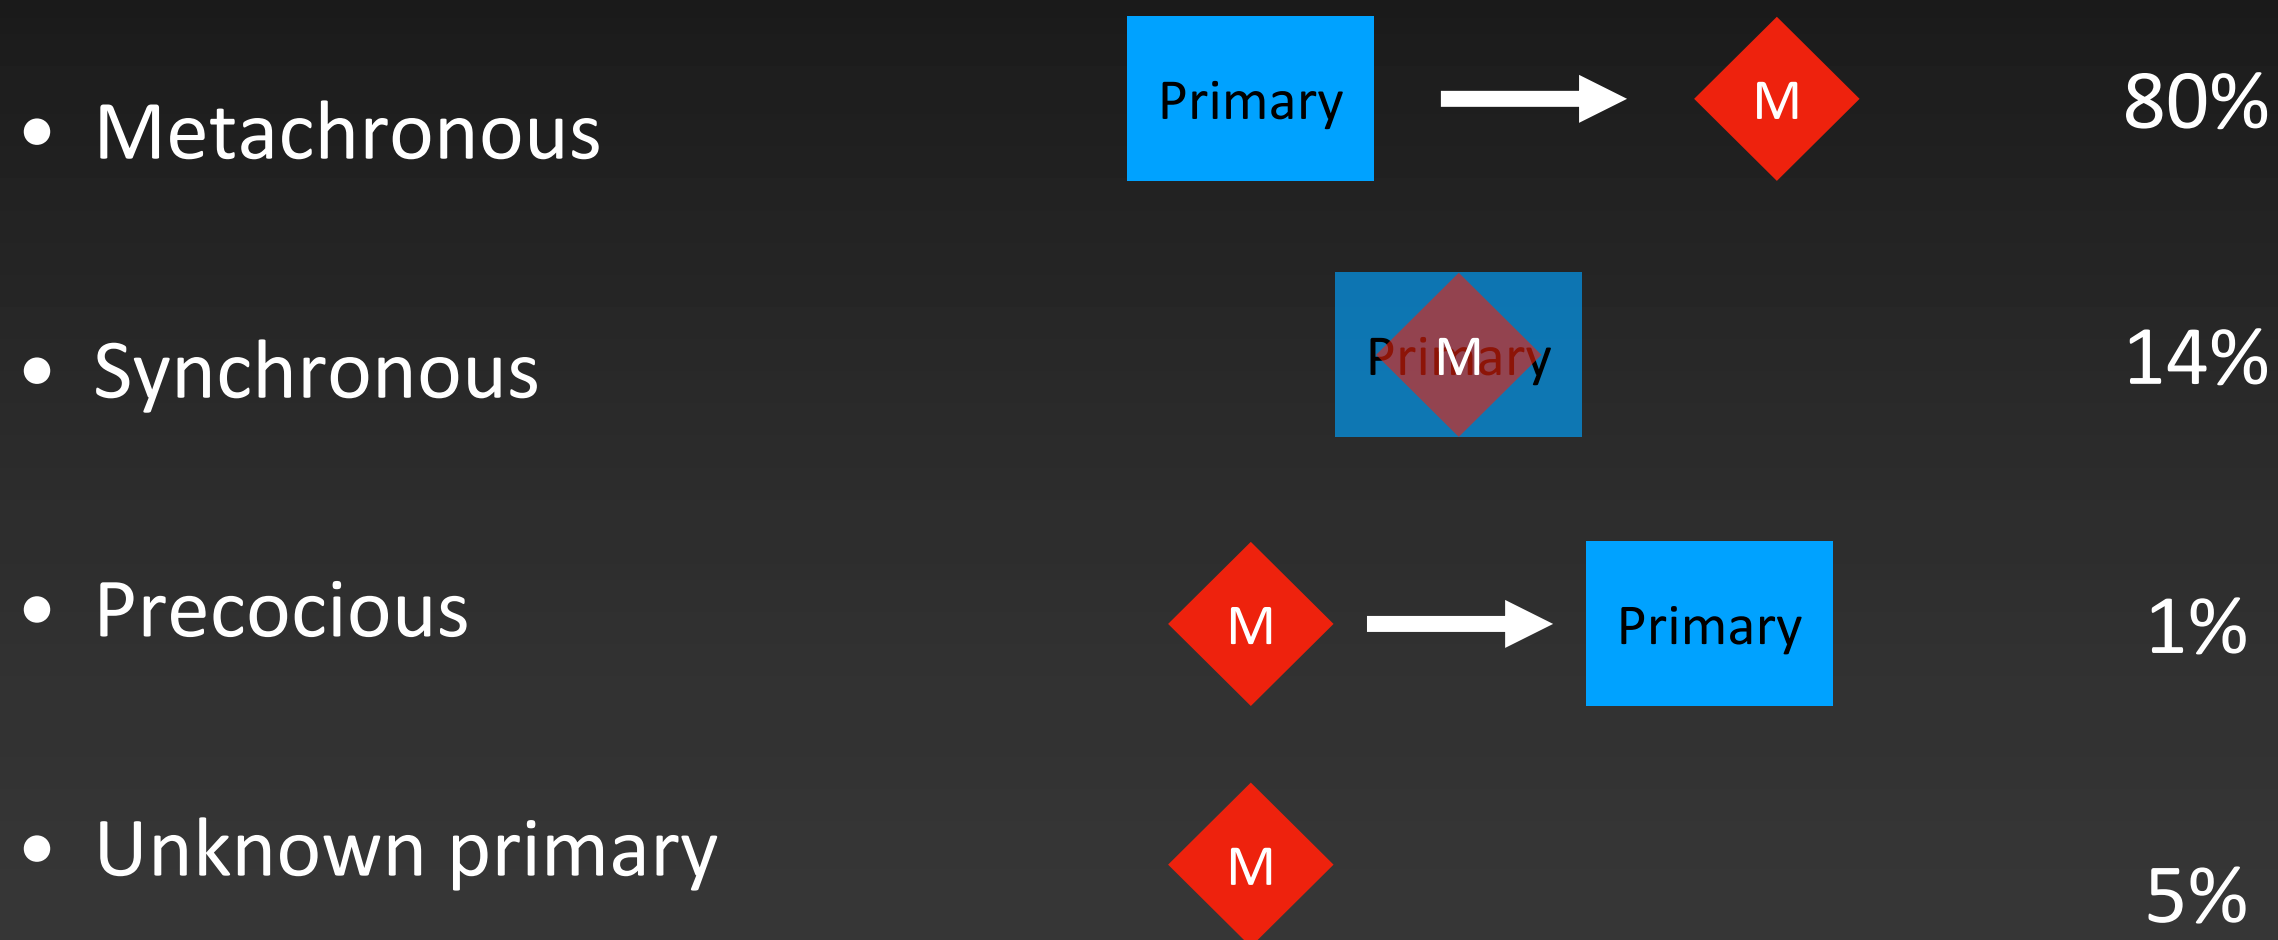 • Metachronous
Primary
M
80%
• Synchronous
Primary
M
14%
• Precocious
M
Primary
1%
• Unknown primary
M
5%